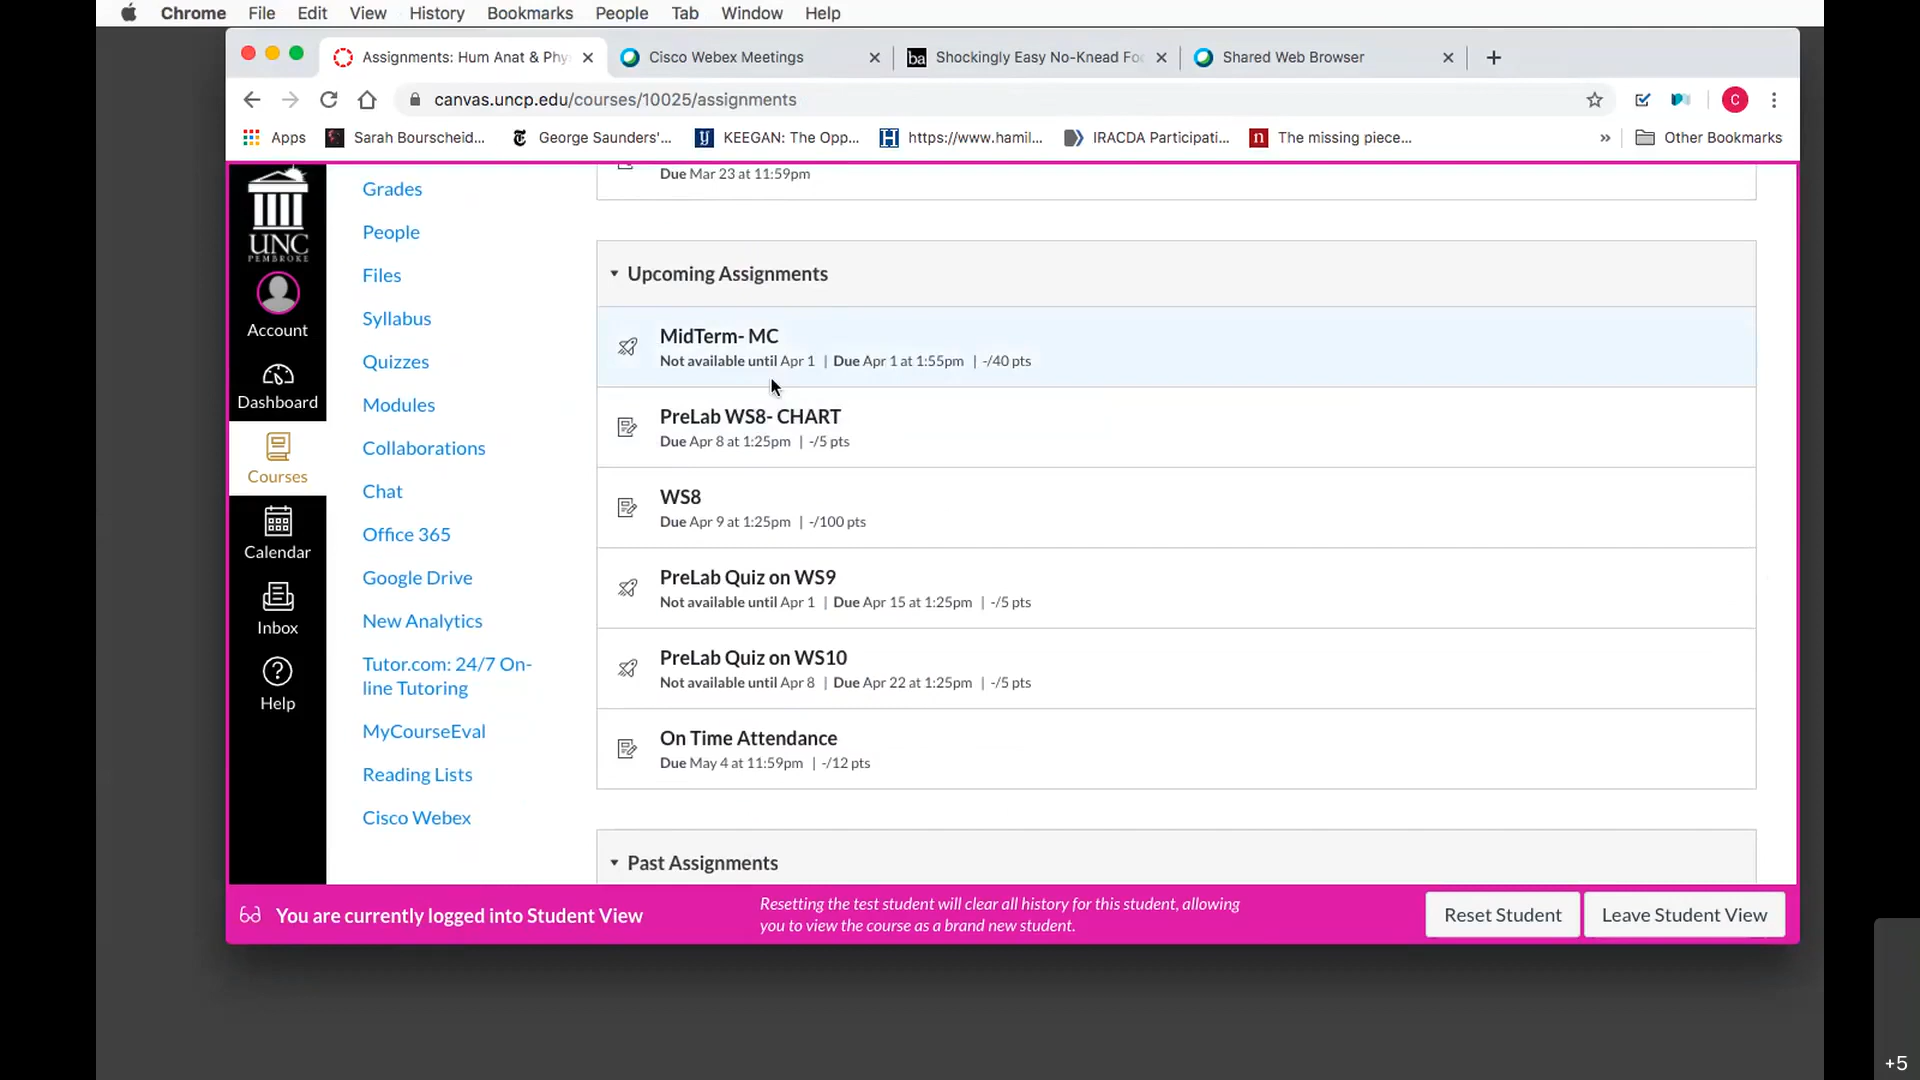 Chrome File Edit View History Bookmarks People Tab Window Help
Assignments: Hum Anat & Phy
Cisco Webex Meetings
ba Shockingly Easy No-Knead Foc
Shared Web Browser
canvas.uncp.edu/courses/10025/assignments
C
Apps Sarah Bourscheid... George Saunders'... KEEGAN: The Opp... H https://www.hamil... IRACDA Participati... n The missing piece... » Other Bookmarks
UNC
PEMBROKE
Account
Dashboard
Courses
Calendar
Inbox
Help
Grades
People
Files
Syllabus
Quizzes
Modules
Collaborations
Chat
Office 365
Google Drive
New Analytics
Tutor.com: 24/7 On-
line Tutoring
MyCourseEval
Reading Lists
Cisco Webex
Due Mar 23 at 11:59pm
Upcoming Assignments
MidTerm- MC
Not available until Apr 1 | Due Apr 1 at 1:55pm | -/40 pts
PreLab WS8- CHART
Due Apr 8 at 1:25pm | -/5 pts
WS8
Due Apr 9 at 1:25pm | -/100 pts
PreLab Quiz on WS9
Not available until Apr 1 | Due Apr 15 at 1:25pm | -/5 pts
PreLab Quiz on WS10
Not available until Apr 8 | Due Apr 22 at 1:25pm | -/5 pts
On Time Attendance
Due May 4 at 11:59pm | -/12 pts
Past Assignments
You are currently logged into Student View
Resetting the test student will clear all history for this student, allowing
you to view the course as a brand new student.
Reset Student
Leave Student View
+5